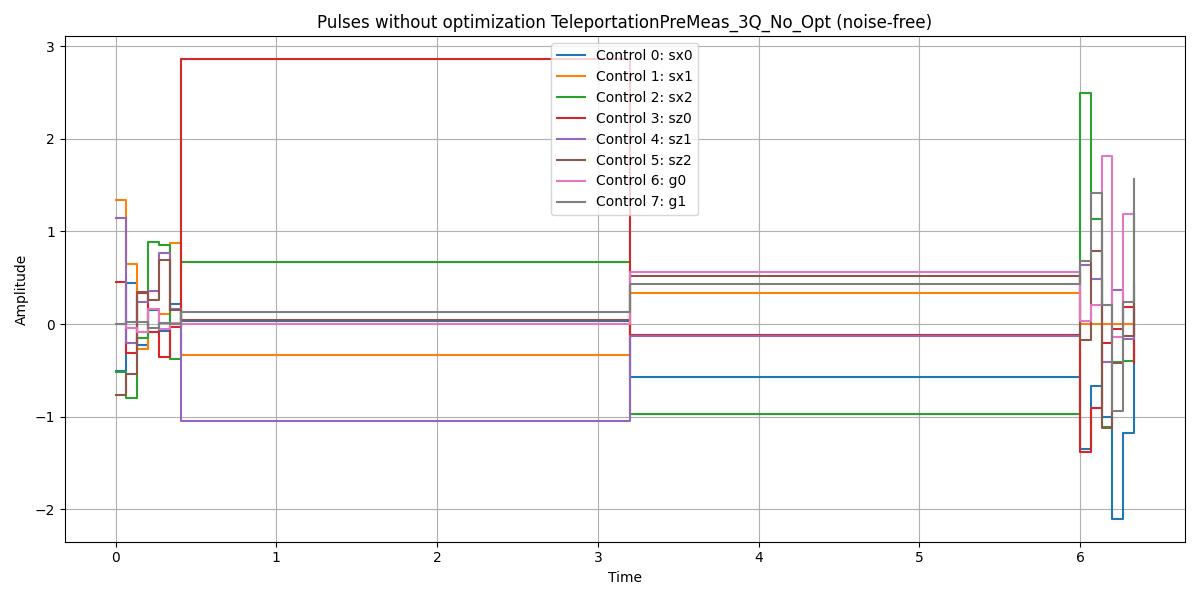 Pulses without optimization TeleportationPreMeas_3Q_No_Opt (noise-free)
3
2
1
0
−1
−2
Amplitude
Control 0: sx0
Control 1: sx1
Control 2: sx2
Control 3: sz0
Control 4: sz1
Control 5: sz2
Control 6: g0
Control 7: g1
0
1
2
3
4
5
6
Time